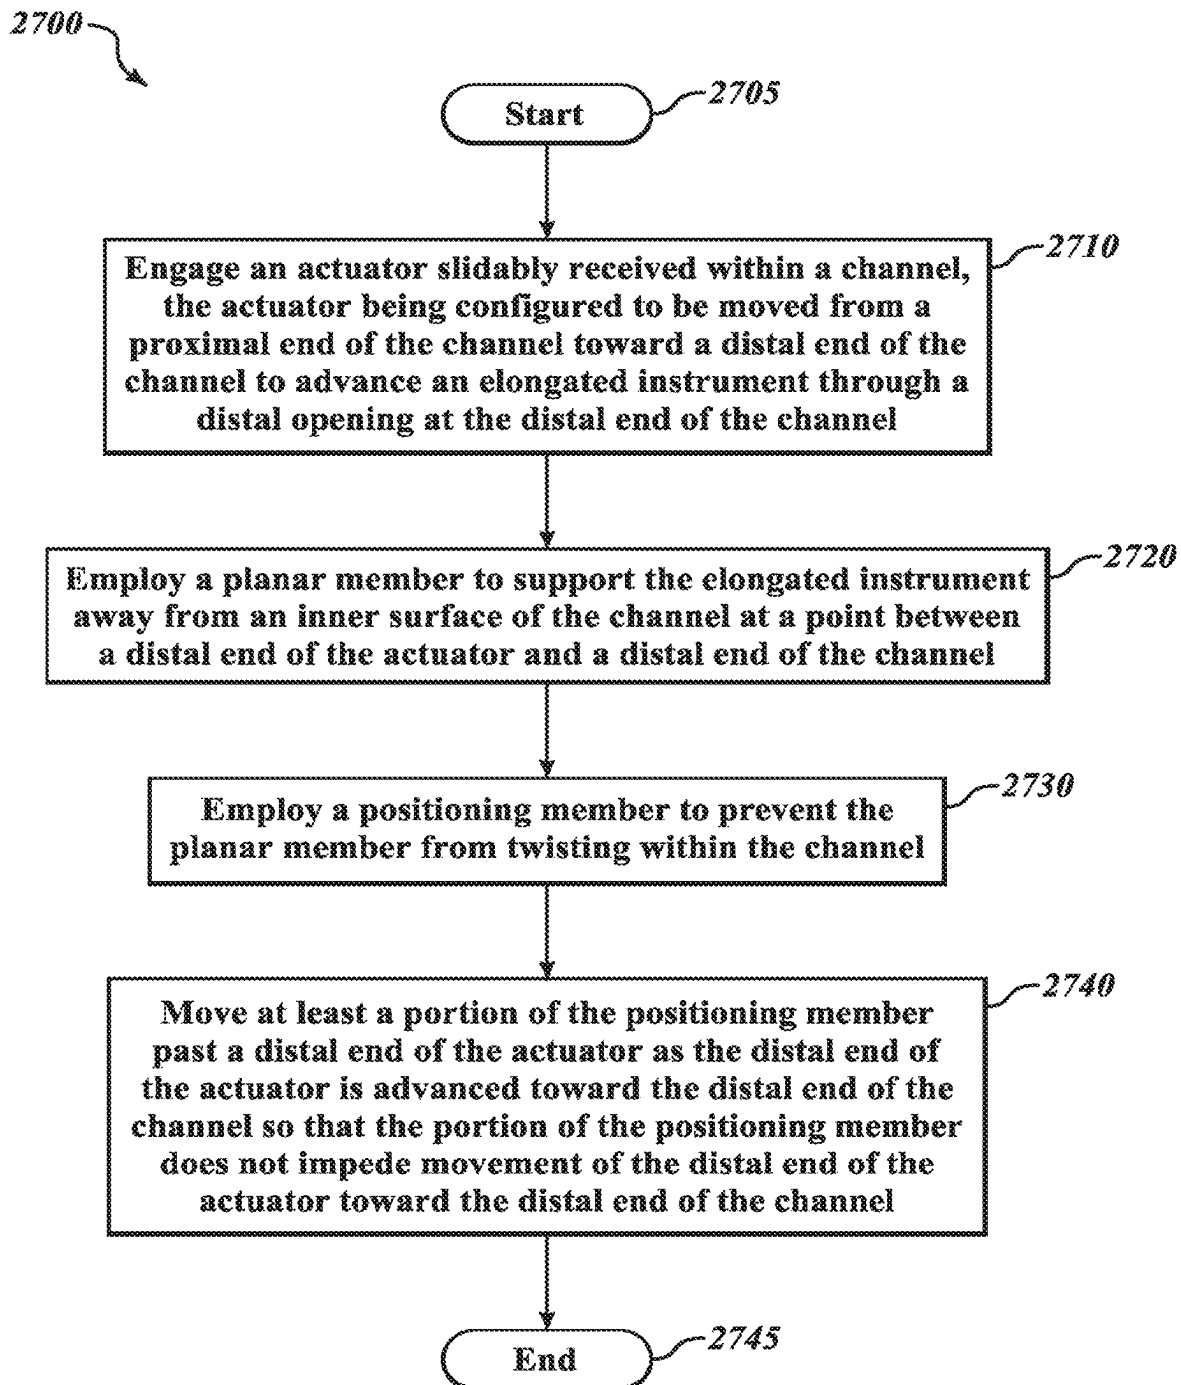 2700
Start
2705
Engage an actuator slidably received within a channel,
the actuator being configured to be moved from a
proximal end of the channel toward a distal end of the
channel to advance an elongated instrument through a
distal opening at the distal end of the channel
2710
Employ a planar member to support the elongated instrument
away from an inner surface of the channel at a point between
a distal end of the actuator and a distal end of the channel
2720
Employ a positioning member to prevent the
planar member from twisting within the channel
2730
Move at least a portion of the positioning member
past a distal end of the actuator as the distal end of
the actuator is advanced toward the distal end of the
channel so that the portion of the positioning member
does not impede movement of the distal end of the
actuator toward the distal end of the channel
2740
End
2745